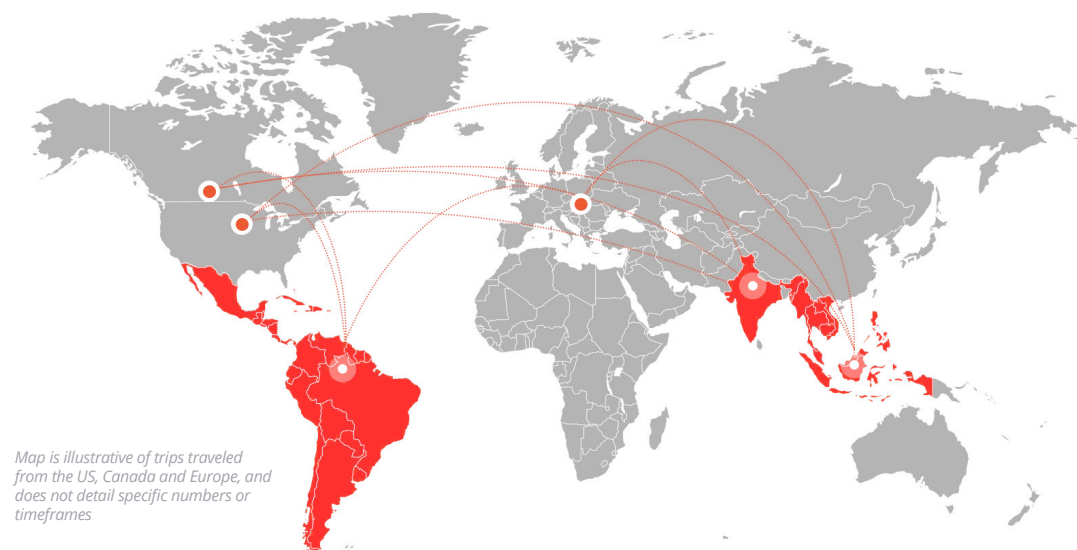 Map is illustrative of trips traveled
from the US, Canada and Europe, and
does not detail specific numbers or
timeframes